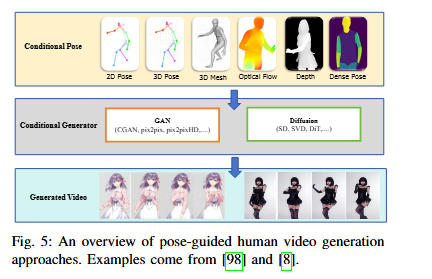 Conditional Pose
2D Pose
3D Pose
3D Mesh
Optical Flow
Depth
Dense Pose
Conditional Generator
GAN
(CGAN, pix2pix, pix2pixHD,...)
Diffusion
(SD, SVD, DiT,...)
Generated Video
Fig. 5: An overview of pose-guided human video generation
approaches. Examples come from [98] and [8].